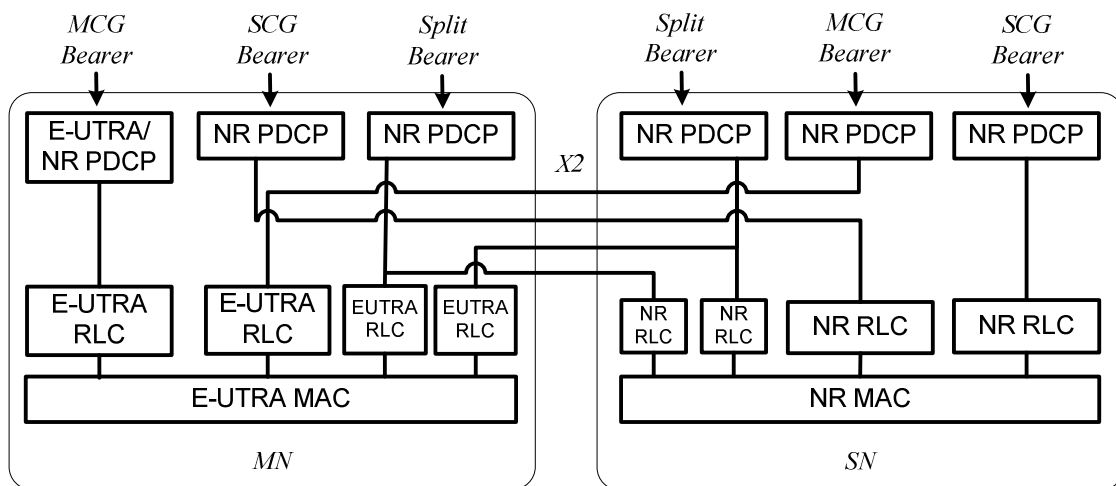 MCG
Bearer
SCG
Bearer
Split
Bearer
Split
Bearer
MCG
Bearer
SCG
Bearer
E-UTRA/
NR PDCP
NR PDCP
NR PDCP
X2
NR PDCP
NR PDCP
NR PDCP
E-UTRA
RLC
E-UTRA
RLC
EUTRA
RLC
EUTRA
RLC
NR
RLC
NR
RLC
NR RLC
NR RLC
E-UTRA MAC
NR MAC
MN
SN